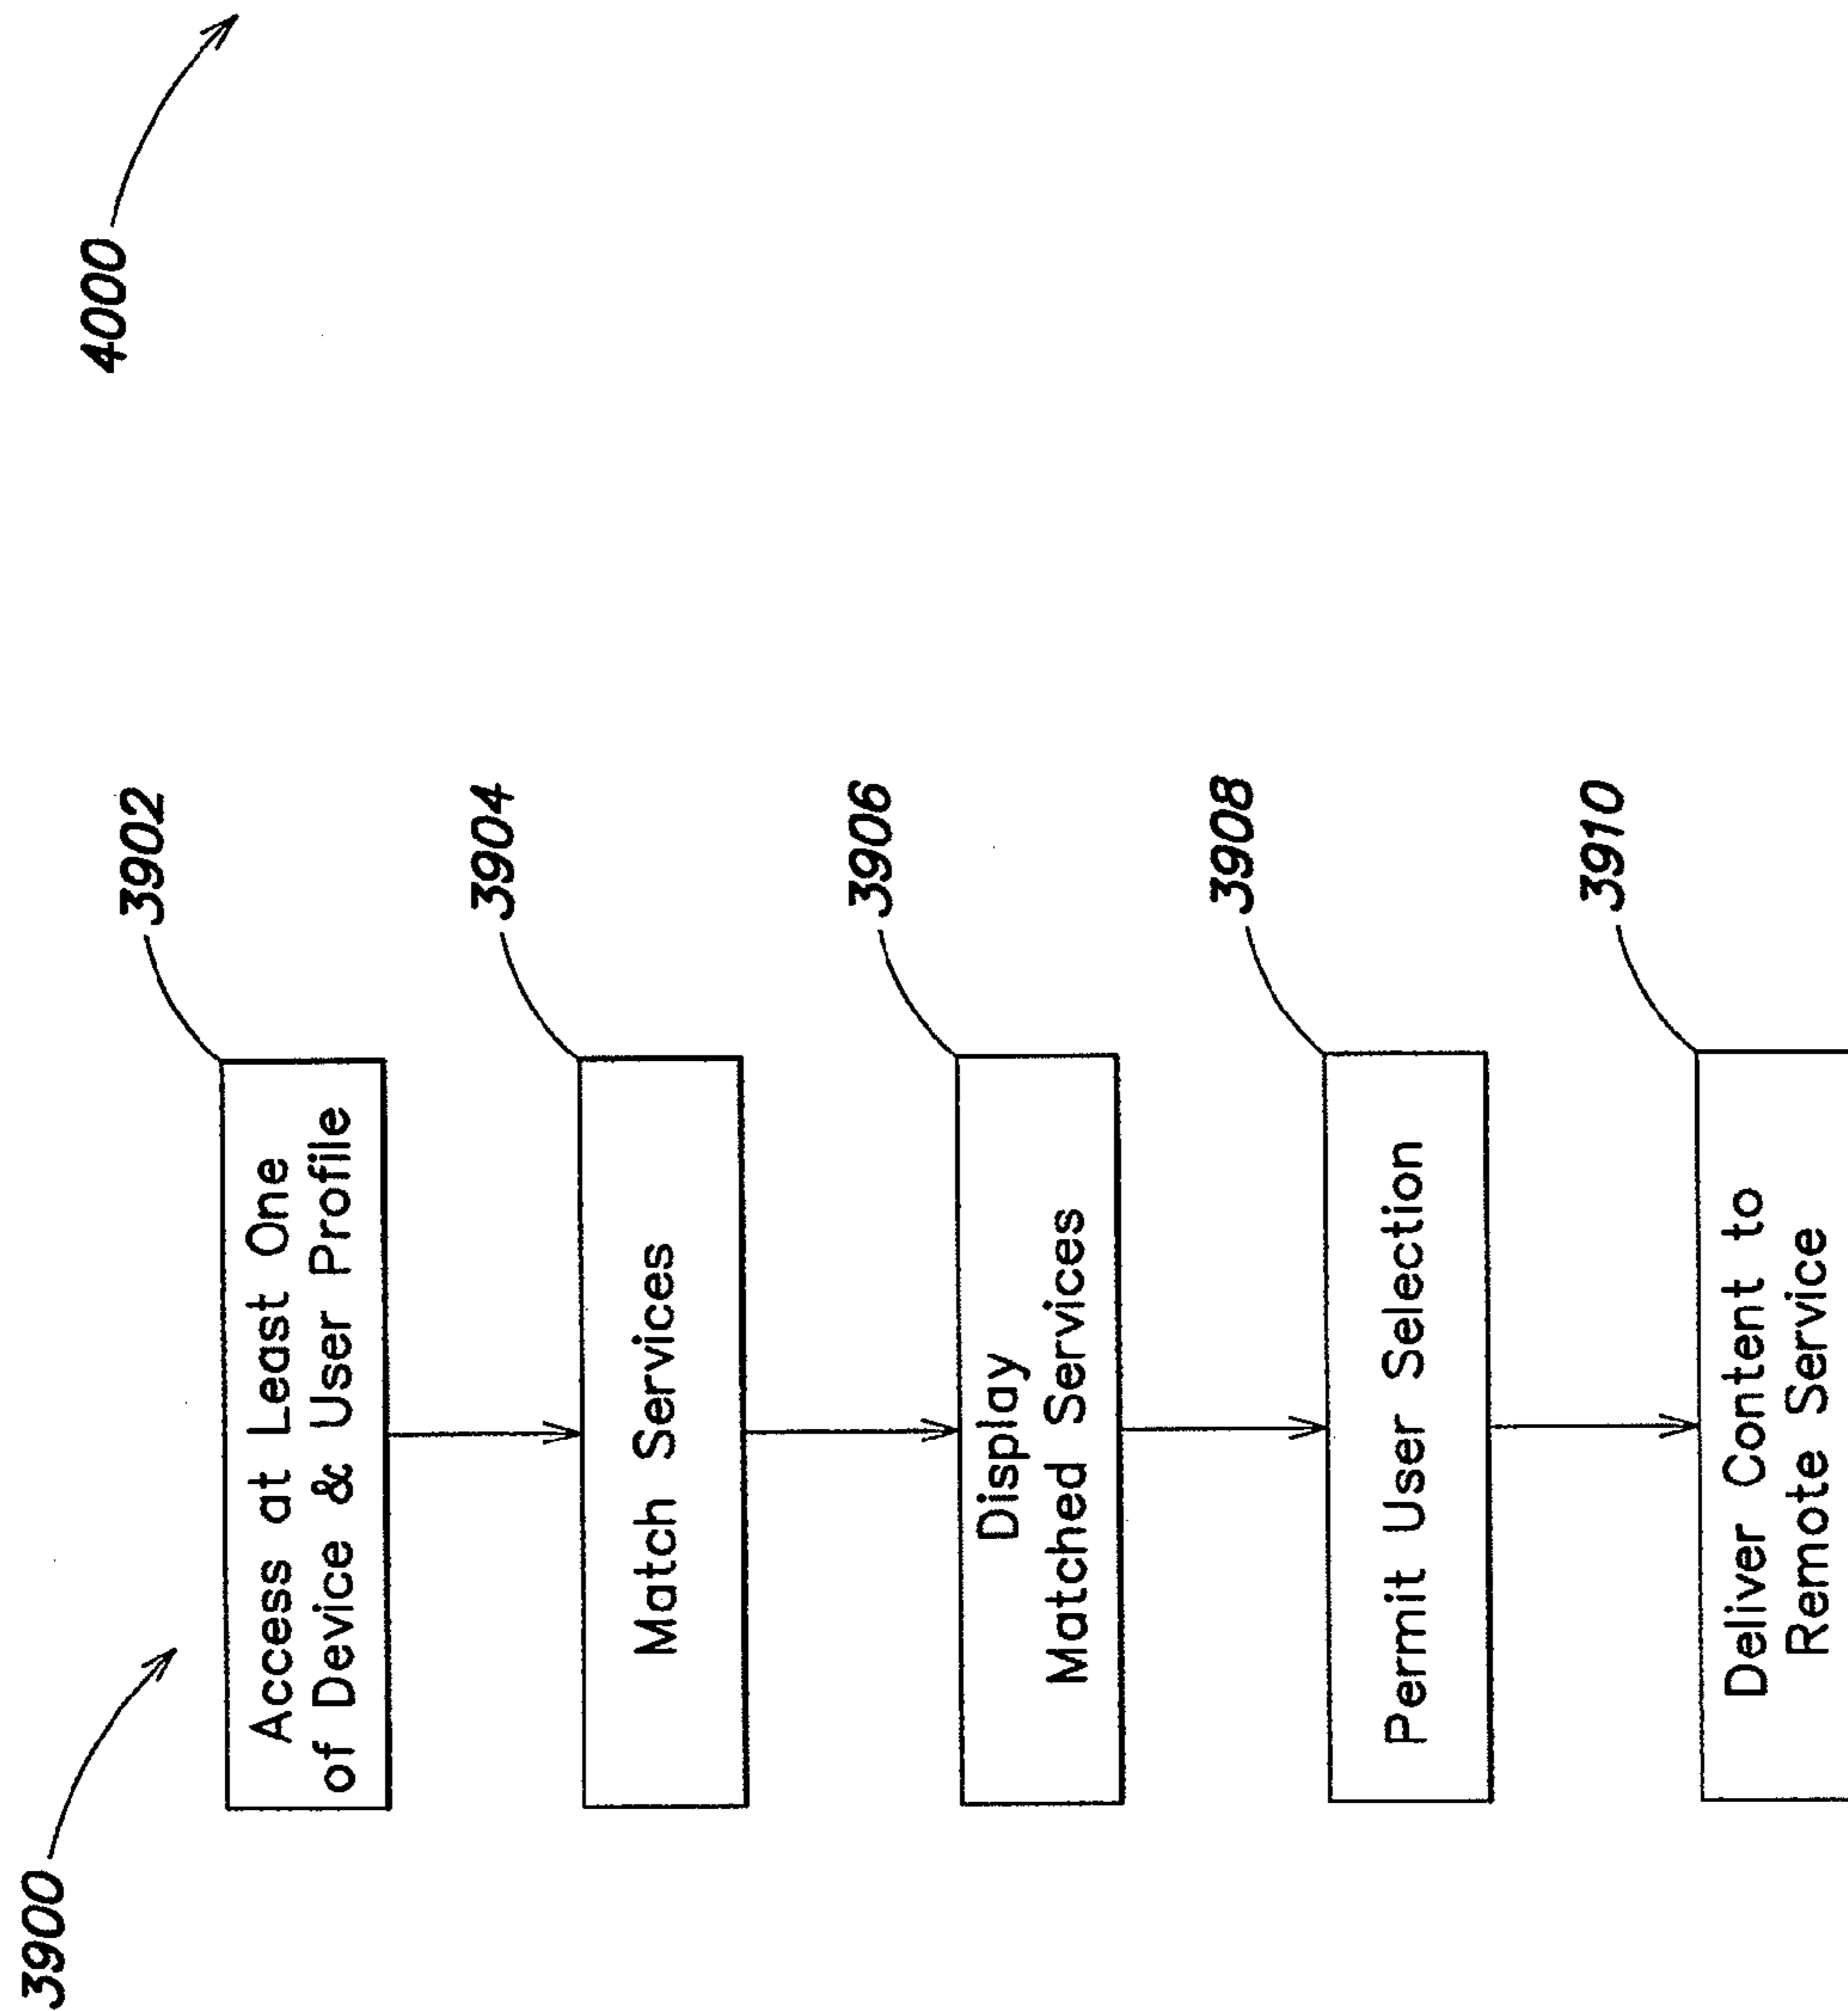 3900
4000
3902
Access at Least One
of Device & User Profile
3904
Match Services
3906
Display
Matched Services
3908
Permit User Selection
3910
Deliver Content to
Remote Service